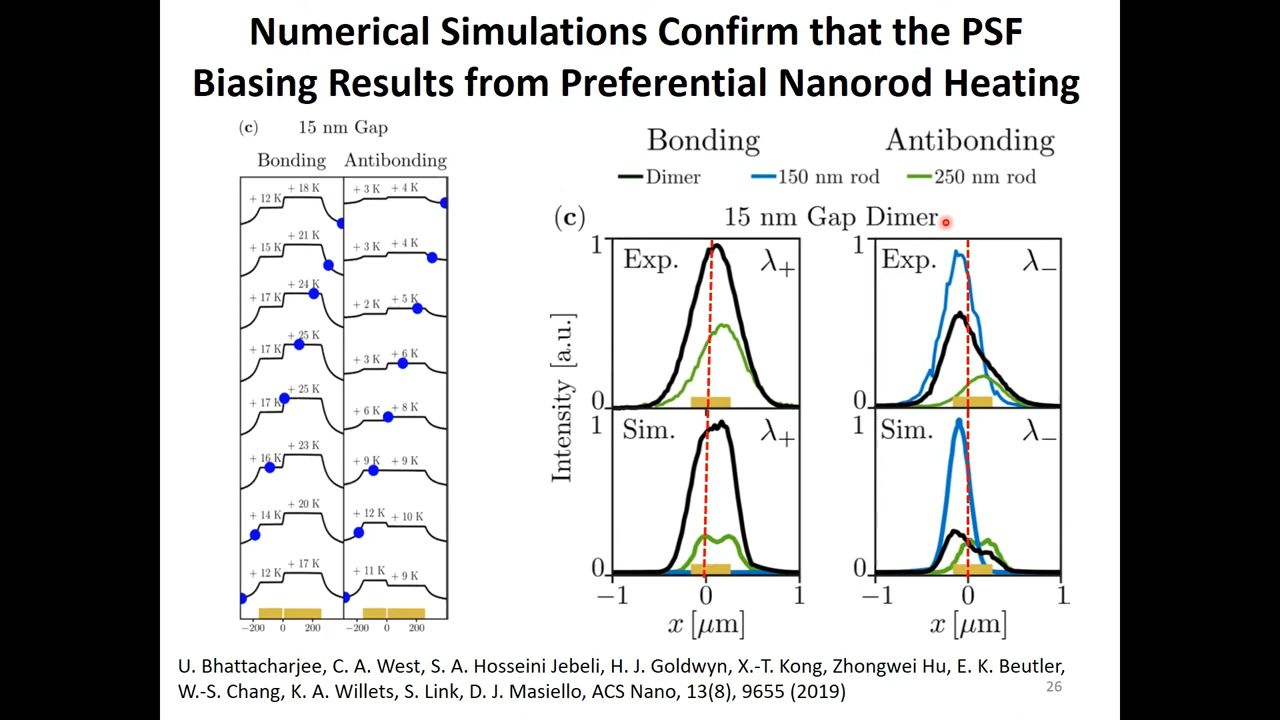 Numerical Simulations Confirm that the PSF
Biasing Results from Preferential Nanorod Heating
(c) 15 nm Gap
Bonding Antibonding
+ 12 K + 18 K + 3 K + 4 K
+ 15 K + 21 K + 3 K + 4 K
+ 17 K + 24 K + 2 K + 5 K
+ 17 K + 25 K + 3 K + 6 K
+ 17 K + 25 K + 6 K + 8 K
+ 16 K + 23 K + 9 K + 9 K
+ 14 K + 20 K + 12 K + 10 K
+ 12 K + 17 K + 11 K + 9 K
−200 0 200 −200 0 200
Bonding Antibonding
Dimer 150 nm rod 250 nm rod
(c) 15 nm Gap Dimer
Intensity [a.u.]
1 Exp. λ+ 1 Exp. λ−
0 0
1 Sim. λ+ 1 Sim. λ−
0 0
−1 0 1 −1 0 1
x [μm] x [μm]
U. Bhattacharjee, C. A. West, S. A. Hosseini Jebeli, H. J. Goldwyn, X.-T. Kong, Zhongwei Hu, E. K. Beutler,
W.-S. Chang, K. A. Willets, S. Link, D. J. Masiello, ACS Nano, 13(8), 9655 (2019)
26